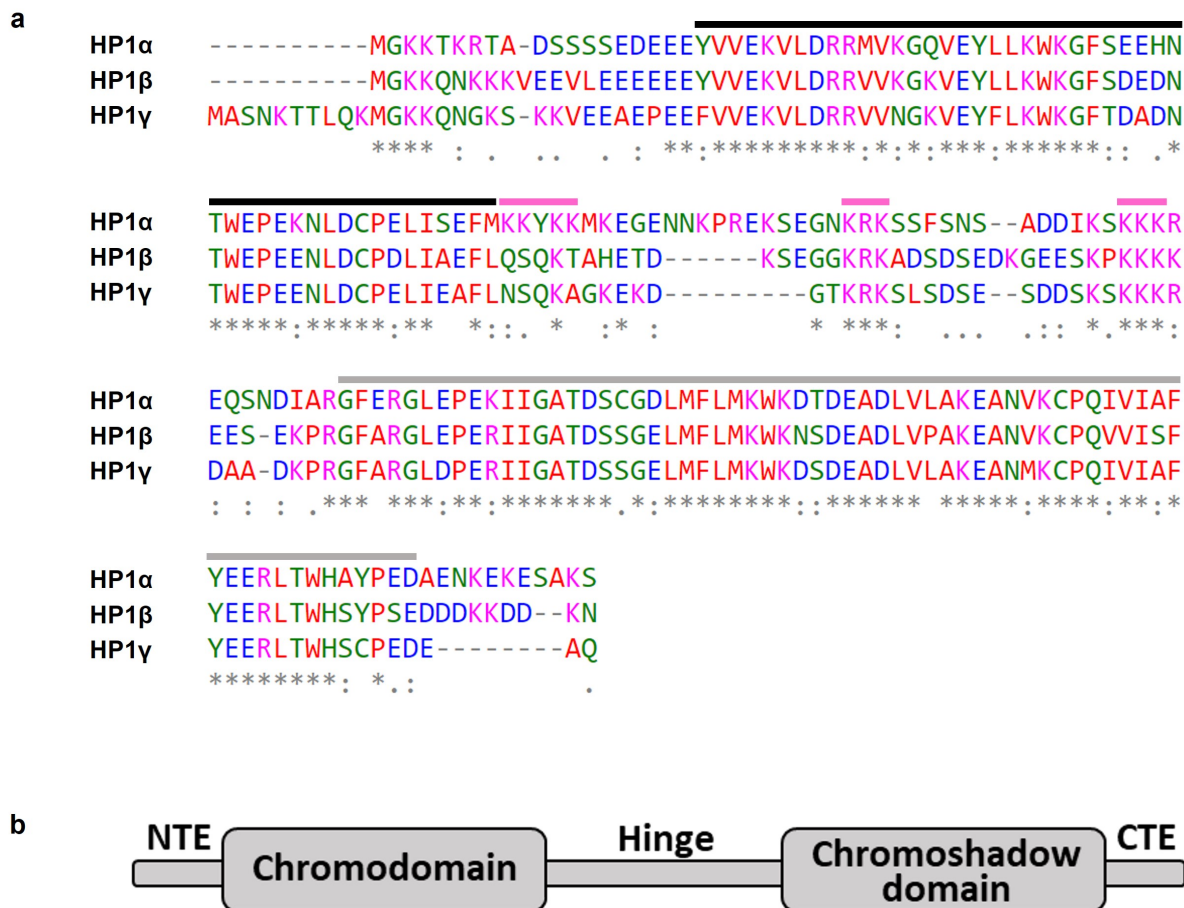 a
HP1α ----------MGKKTKRTA-DSSSSEDEEEYVVEKVLDRRMVKGQVEYLLKWKGFSEEHN
HP1β ----------MGKKQNKKKVEEVLEEEEEEYVVEKVLDRRVVKGKVEYLLKWKGFSDEDN
HP1γ MASNKTTLQKMGKKQNGKS-KKVEEAEPEEFVVEKVLDRRVVNGKVEYFLKWKGFTDADN
**** : .  ..  . : **:**********:*:*:***:******:: .*
HP1α TWEPEKNLDCPELISEFMKKYKKMKEGENNKPREKSEGNKRKSSFSNS--ADDIKSKKKR
HP1β TWEPEENLDCPDLIAEFLQSQKTAHETD------KSEGGKRKADSDSEDKGEESKPKKKK
HP1γ TWEPEENLDCPELIEAFLNSQKAGKEKD---------GTKRKSLSDSE--SDDSKSKKKR
*****:*****:**  *::. *  :* :         * ***:  ...  .:: *.***:
HP1α EQSNDIARGFERGLEPEKIIGATDSCGDLMFLMKWKDTDEADLVLAKEANVKCPQIVIAF
HP1β EES-EKPRGFARGLEPERIIGATDSSGELMFLMKWKNSDEADLVPAKEANVKCPQVVISF
HP1γ DAA-DKPRGFARGLDPERIIGATDSSGELMFLMKWKDSDEADLVLAKEANMKCPQIVIAF
: : : .*** ***:**:*******.*:********::****** *****:****:**:*
HP1α YEERLTWHAYPEDAENKEKESAKS
HP1β YEERLTWHSYPSEDDDKKDD--KN
HP1γ YEERLTWHSCPEDE--------AQ
********: *.:          .
b
NTE Chromodomain Hinge Chromoshadow domain CTE